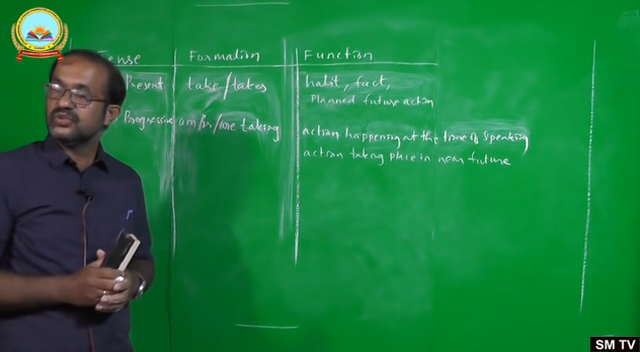 Tense Formation Function
Present take/takes habit, fact,
Planned future action
Progressive am/is/are taking
action happening at the time of speaking
action taking place in near future
SM TV